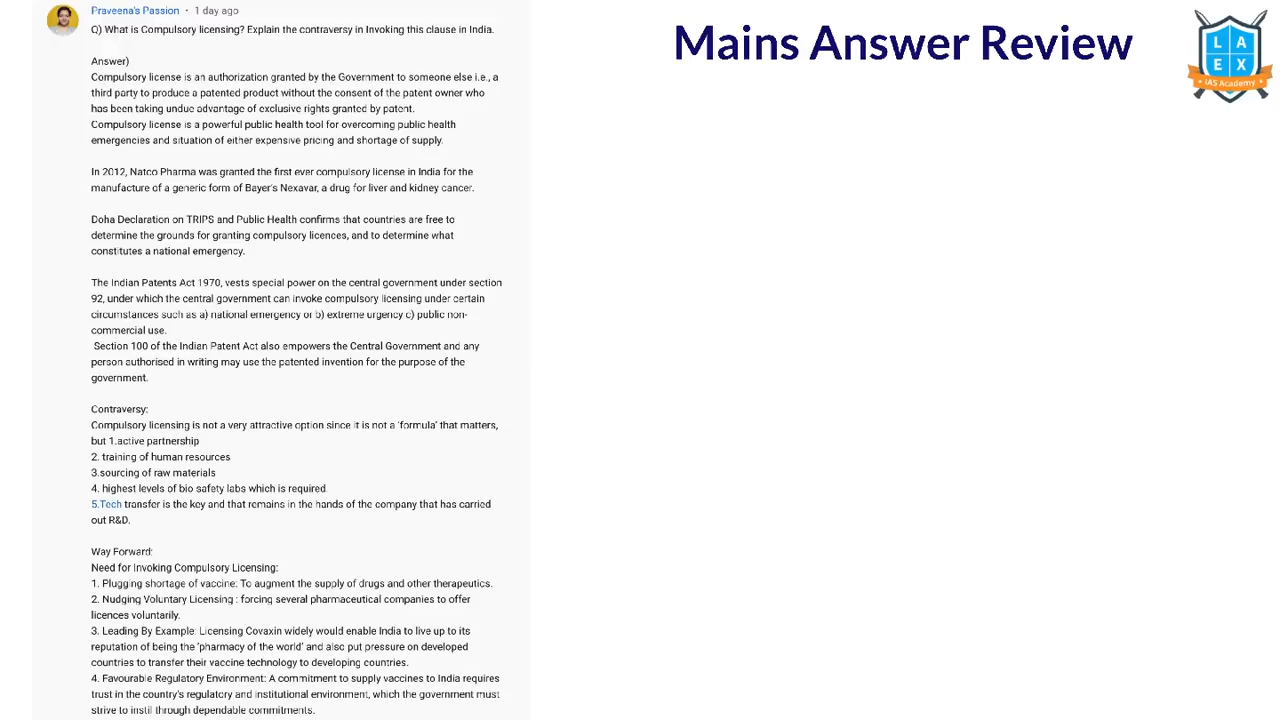 Praveena's Passion • 1 day ago
Q) What is Compulsory licensing? Explain the contraversy in Invoking this clause in India.
Answer)
Compulsory license is an authorization granted by the Government to someone else i.e., a
third party to produce a patented product without the consent of the patent owner who
has been taking undue advantage of exclusive rights granted by patent.
Compulsory license is a powerful public health tool for overcoming public health
emergencies and situation of either expensive pricing and shortage of supply.
In 2012, Natco Pharma was granted the first ever compulsory license in India for the
manufacture of a generic form of Bayer's Nexavar, a drug for liver and kidney cancer.
Doha Declaration on TRIPS and Public Health confirms that countries are free to
determine the grounds for granting compulsory licences, and to determine what
constitutes a national emergency.
The Indian Patents Act 1970, vests special power on the central government under section
92, under which the central government can invoke compulsory licensing under certain
circumstances such as a) national emergency or b) extreme urgency c) public non-
commercial use.
Section 100 of the Indian Patent Act also empowers the Central Government and any
person authorised in writing may use the patented invention for the purpose of the
government.
Contraversy:
Compulsory licensing is not a very attractive option since it is not a 'formula' that matters,
but 1.active partnership
2. training of human resources
3.sourcing of raw materials
4. highest levels of bio safety labs which is required
5.Tech transfer is the key and that remains in the hands of the company that has carried
out R&D.
Way Forward:
Need for Invoking Compulsory Licensing:
1. Plugging shortage of vaccine: To augment the supply of drugs and other therapeutics.
2. Nudging Voluntary Licensing : forcing several pharmaceutical companies to offer
licences voluntarily.
3. Leading By Example: Licensing Covaxin widely would enable India to live up to its
reputation of being the 'pharmacy of the world' and also put pressure on developed
countries to transfer their vaccine technology to developing countries.
4. Favourable Regulatory Environment: A commitment to supply vaccines to India requires
trust in the country's regulatory and institutional environment, which the government must
strive to instil through dependable commitments.
Mains Answer Review
L A
E X
IAS Academy